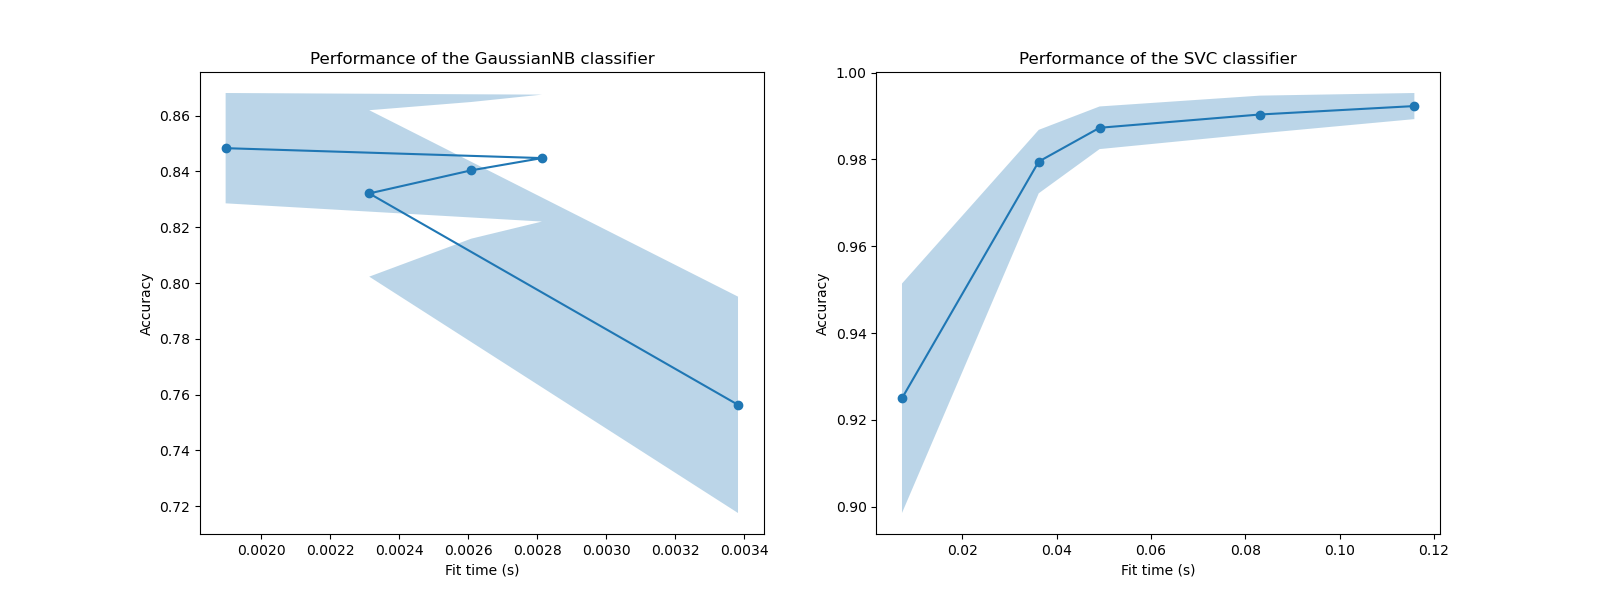 Performance of the GaussianNB classifier
0.86
0.84
0.82
0.80
0.78
0.76
0.74
0.72
Accuracy
0.0020 0.0022 0.0024 0.0026 0.0028 0.0030 0.0032 0.0034
Fit time (s)
Performance of the SVC classifier
1.00
0.98
0.96
0.94
0.92
0.90
Accuracy
0.02 0.04 0.06 0.08 0.10 0.12
Fit time (s)